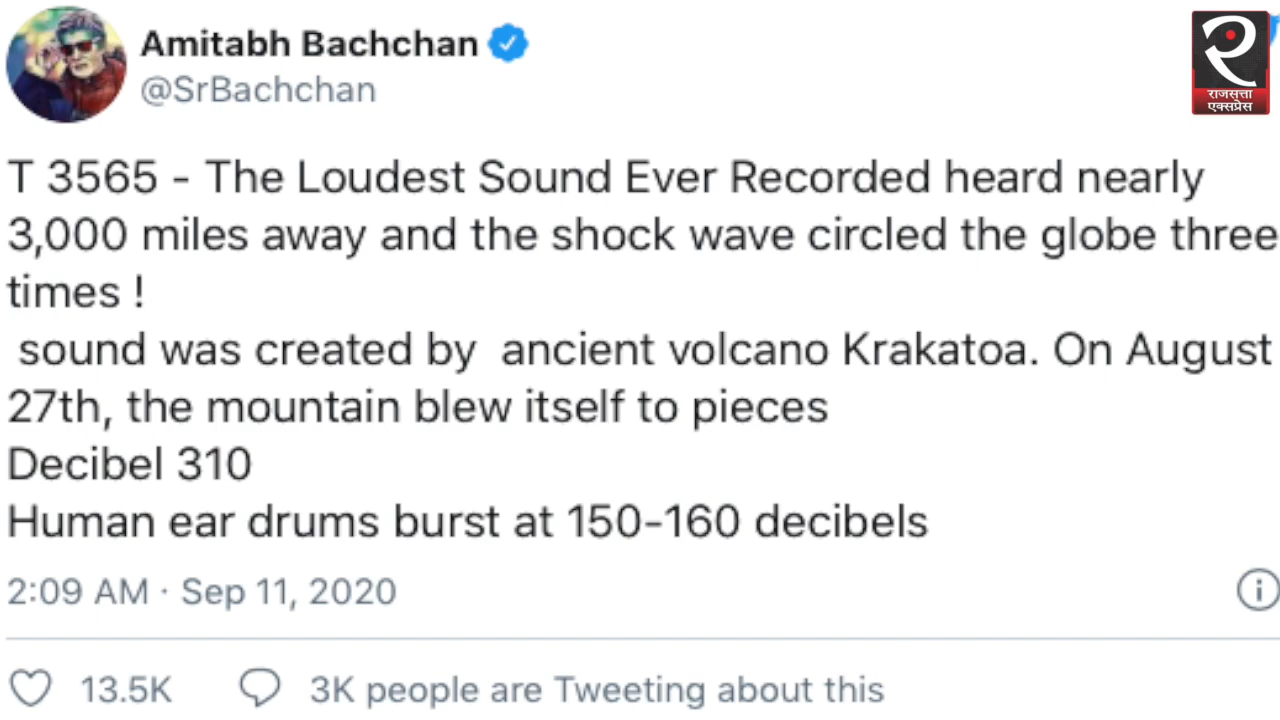 Amitabh Bachchan
@SrBachchan
र
राजसत्ता
एक्सप्रेस
T 3565 - The Loudest Sound Ever Recorded heard nearly
3,000 miles away and the shock wave circled the globe three
times !
sound was created by  ancient volcano Krakatoa. On August
27th, the mountain blew itself to pieces
Decibel 310
Human ear drums burst at 150-160 decibels
2:09 AM · Sep 11, 2020
13.5K 3K people are Tweeting about this